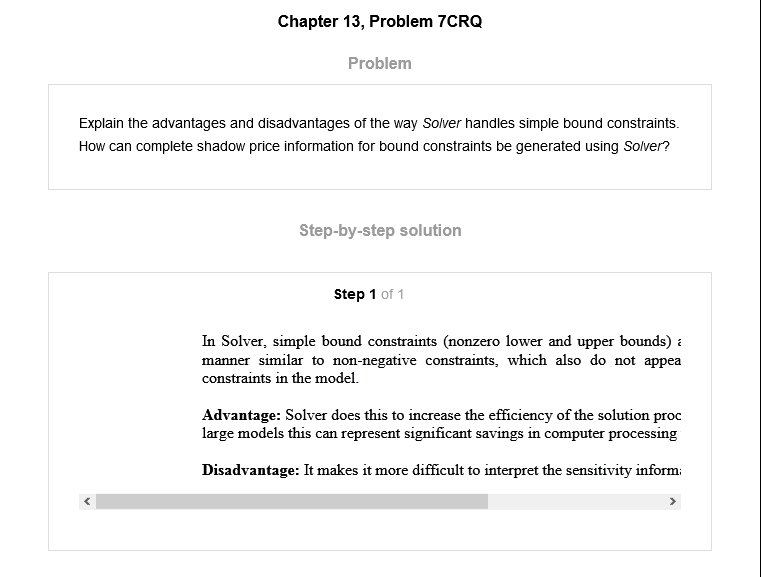 Chapter 13, Problem 7CRQ
Problem
Explain the advantages and disadvantages of the way Solver handles simple bound constraints.
How can complete shadow price information for bound constraints be generated using Solver?
Step-by-step solution
Step 1 of 1
In Solver, simple bound constraints (nonzero lower and upper bounds)
manner similar to non-negative constraints, which also do not appea
constraints in the model.
Advantage: Solver does this to increase the efficiency of the solution proc
large models this can represent significant savings in computer processing
Disadvantage: It makes it more difficult to interpret the sensitivity inform